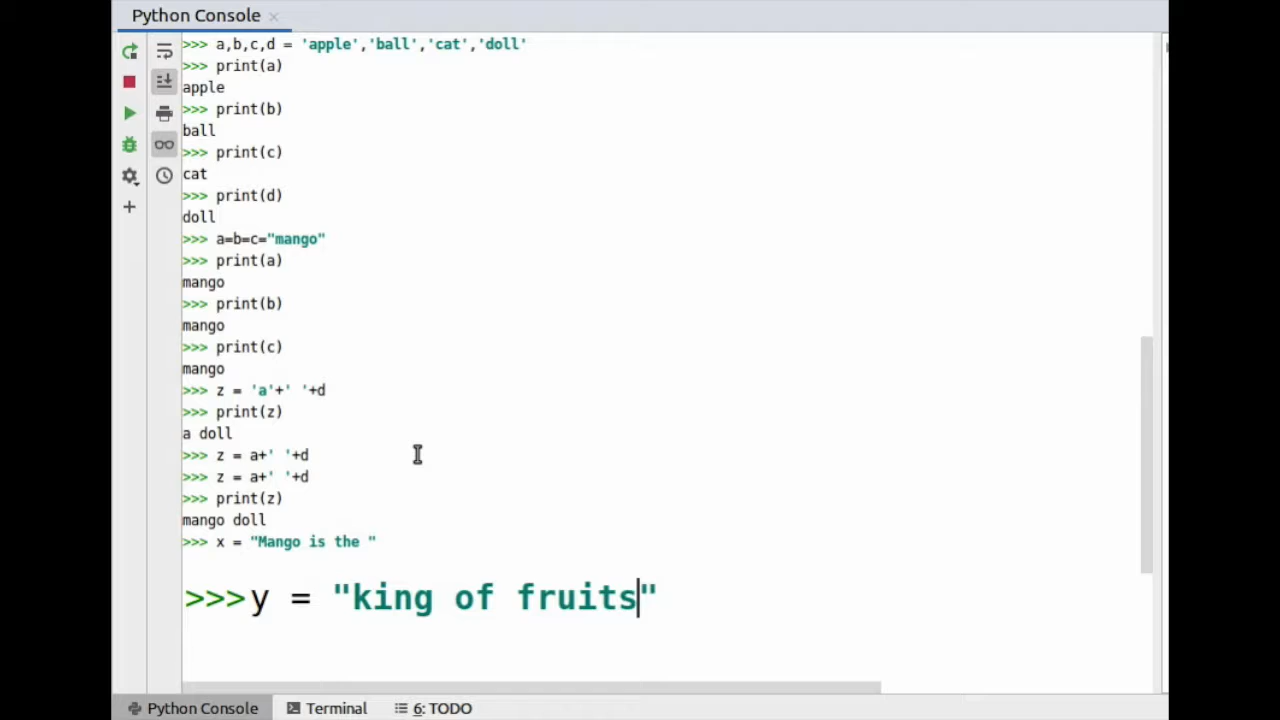 Python Console ×
>>> a,b,c,d = 'apple','ball','cat','doll'
>>> print(a)
apple
>>> print(b)
ball
>>> print(c)
cat
>>> print(d)
doll
>>> a=b=c="mango"
>>> print(a)
mango
>>> print(b)
mango
>>> print(c)
mango
>>> z = 'a'+' '+d
>>> print(z)
a doll
>>> z = a+' '+d
>>> z = a+' '+d
>>> print(z)
mango doll
>>> x = "Mango is the "
>>>y = "king of fruits"
Python Console Terminal 6: TODO